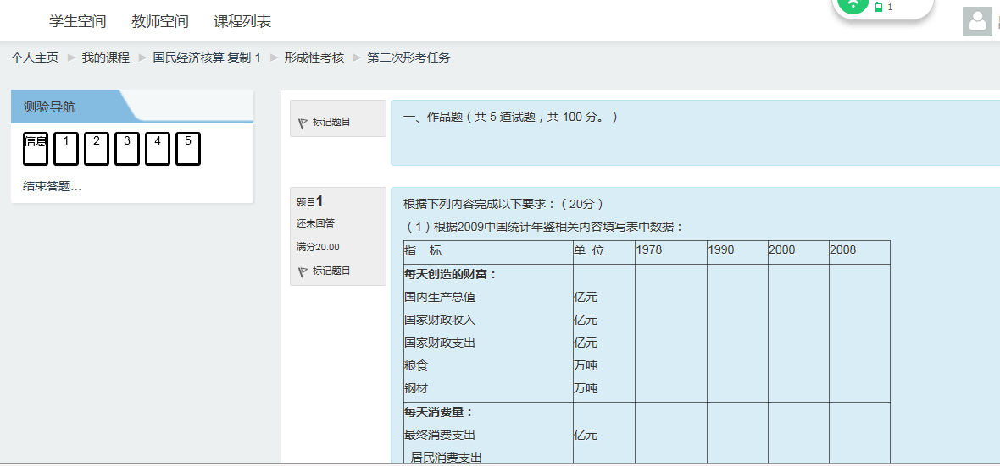 学生空间 教师空间 课程列表
1
个人主页 ▶ 我的课程 ▶ 国民经济核算 复制 1 ▶ 形成性考核 ▶ 第二次形考任务
测验导航
信息 1 2 3 4 5
结束答题…
标记题目
一、作品题（共 5 道试题，共 100 分。）
题目1
还未回答
满分20.00
标记题目
根据下列内容完成以下要求：（20分）
（1）根据2009中国统计年鉴相关内容填写表中数据：
指 标 单 位 1978 1990 2000 2008
每天创造的财富：
国内生产总值 亿元
国家财政收入 亿元
国家财政支出 亿元
粮食 万吨
钢材 万吨
每天消费量：
最终消费支出 亿元
居民消费支出